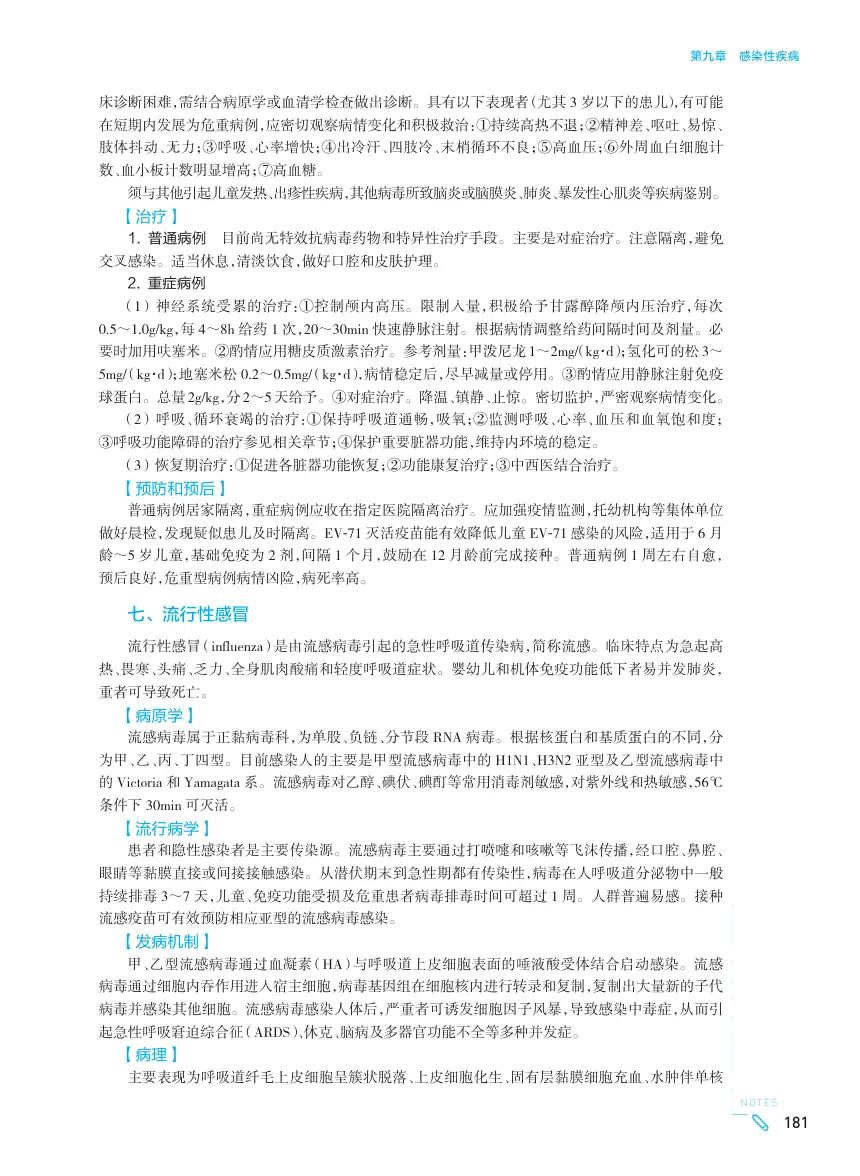 第九章 感染性疾病
床诊断困难,需结合病原学或血清学检查做出诊断。具有以下表现者(尤其 3 岁以下的患儿),有可能
在短期内发展为危重病例,应密切观察病情变化和积极救治:①持续高热不退;②精神差、呕吐、易惊、
肢体抖动、无力;③呼吸、心率增快;④出冷汗、四肢冷、末梢循环不良;⑤高血压;⑥外周血白细胞计
数、血小板计数明显增高;⑦高血糖。
须与其他引起儿童发热、出疹性疾病,其他病毒所致脑炎或脑膜炎、肺炎、暴发性心肌炎等疾病鉴别。
【治疗】
1. 普通病例 目前尚无特效抗病毒药物和特异性治疗手段。主要是对症治疗。注意隔离,避免
交叉感染。适当休息,清淡饮食,做好口腔和皮肤护理。
2. 重症病例
(1)神经系统受累的治疗:①控制颅内高压。限制入量,积极给予甘露醇降颅内压治疗,每次
0.5～1.0g/kg,每 4～8h 给药 1 次,20～30min 快速静脉注射。根据病情调整给药间隔时间及剂量。必
要时加用呋塞米。②酌情应用糖皮质激素治疗。参考剂量:甲泼尼龙 1～2mg/(kg·d);氢化可的松 3～
5mg/(kg·d);地塞米松 0.2～0.5mg/(kg·d),病情稳定后,尽早减量或停用。③酌情应用静脉注射免疫
球蛋白。总量 2g/kg,分 2～5 天给予。④对症治疗。降温、镇静、止惊。密切监护,严密观察病情变化。
(2)呼吸、循环衰竭的治疗:①保持呼吸道通畅,吸氧;②监测呼吸、心率、血压和血氧饱和度;
③呼吸功能障碍的治疗参见相关章节;④保护重要脏器功能,维持内环境的稳定。
(3)恢复期治疗:①促进各脏器功能恢复;②功能康复治疗;③中西医结合治疗。
【预防和预后】
普通病例居家隔离,重症病例应收在指定医院隔离治疗。应加强疫情监测,托幼机构等集体单位
做好晨检,发现疑似患儿及时隔离。EV-71 灭活疫苗能有效降低儿童 EV-71 感染的风险,适用于 6 月
龄～5 岁儿童,基础免疫为 2 剂,间隔 1 个月,鼓励在 12 月龄前完成接种。普通病例 1 周左右自愈,
预后良好,危重型病例病情凶险,病死率高。
七、流行性感冒
流行性感冒(influenza)是由流感病毒引起的急性呼吸道传染病,简称流感。临床特点为急起高
热、畏寒、头痛、乏力、全身肌肉酸痛和轻度呼吸道症状。婴幼儿和机体免疫功能低下者易并发肺炎,
重者可导致死亡。
【病原学】
流感病毒属于正黏病毒科,为单股、负链、分节段 RNA 病毒。根据核蛋白和基质蛋白的不同,分
为甲、乙、丙、丁四型。目前感染人的主要是甲型流感病毒中的 H1N1、H3N2 亚型及乙型流感病毒中
的 Victoria 和 Yamagata 系。流感病毒对乙醇、碘伏、碘酊等常用消毒剂敏感,对紫外线和热敏感,56℃
条件下 30min 可灭活。
【流行病学】
患者和隐性感染者是主要传染源。流感病毒主要通过打喷嚏和咳嗽等飞沫传播,经口腔、鼻腔、
眼睛等黏膜直接或间接接触感染。从潜伏期末到急性期都有传染性,病毒在人呼吸道分泌物中一般
持续排毒 3～7 天,儿童、免疫功能受损及危重患者病毒排毒时间可超过 1 周。人群普遍易感。接种
流感疫苗可有效预防相应亚型的流感病毒感染。
【发病机制】
甲、乙型流感病毒通过血凝素(HA)与呼吸道上皮细胞表面的唾液酸受体结合启动感染。流感
病毒通过细胞内吞作用进入宿主细胞,病毒基因组在细胞核内进行转录和复制,复制出大量新的子代
病毒并感染其他细胞。流感病毒感染人体后,严重者可诱发细胞因子风暴,导致感染中毒症,从而引
起急性呼吸窘迫综合征(ARDS)、休克、脑病及多器官功能不全等多种并发症。
【病理】
主要表现为呼吸道纤毛上皮细胞呈簇状脱落、上皮细胞化生、固有层黏膜细胞充血、水肿伴单核
NOTES
181